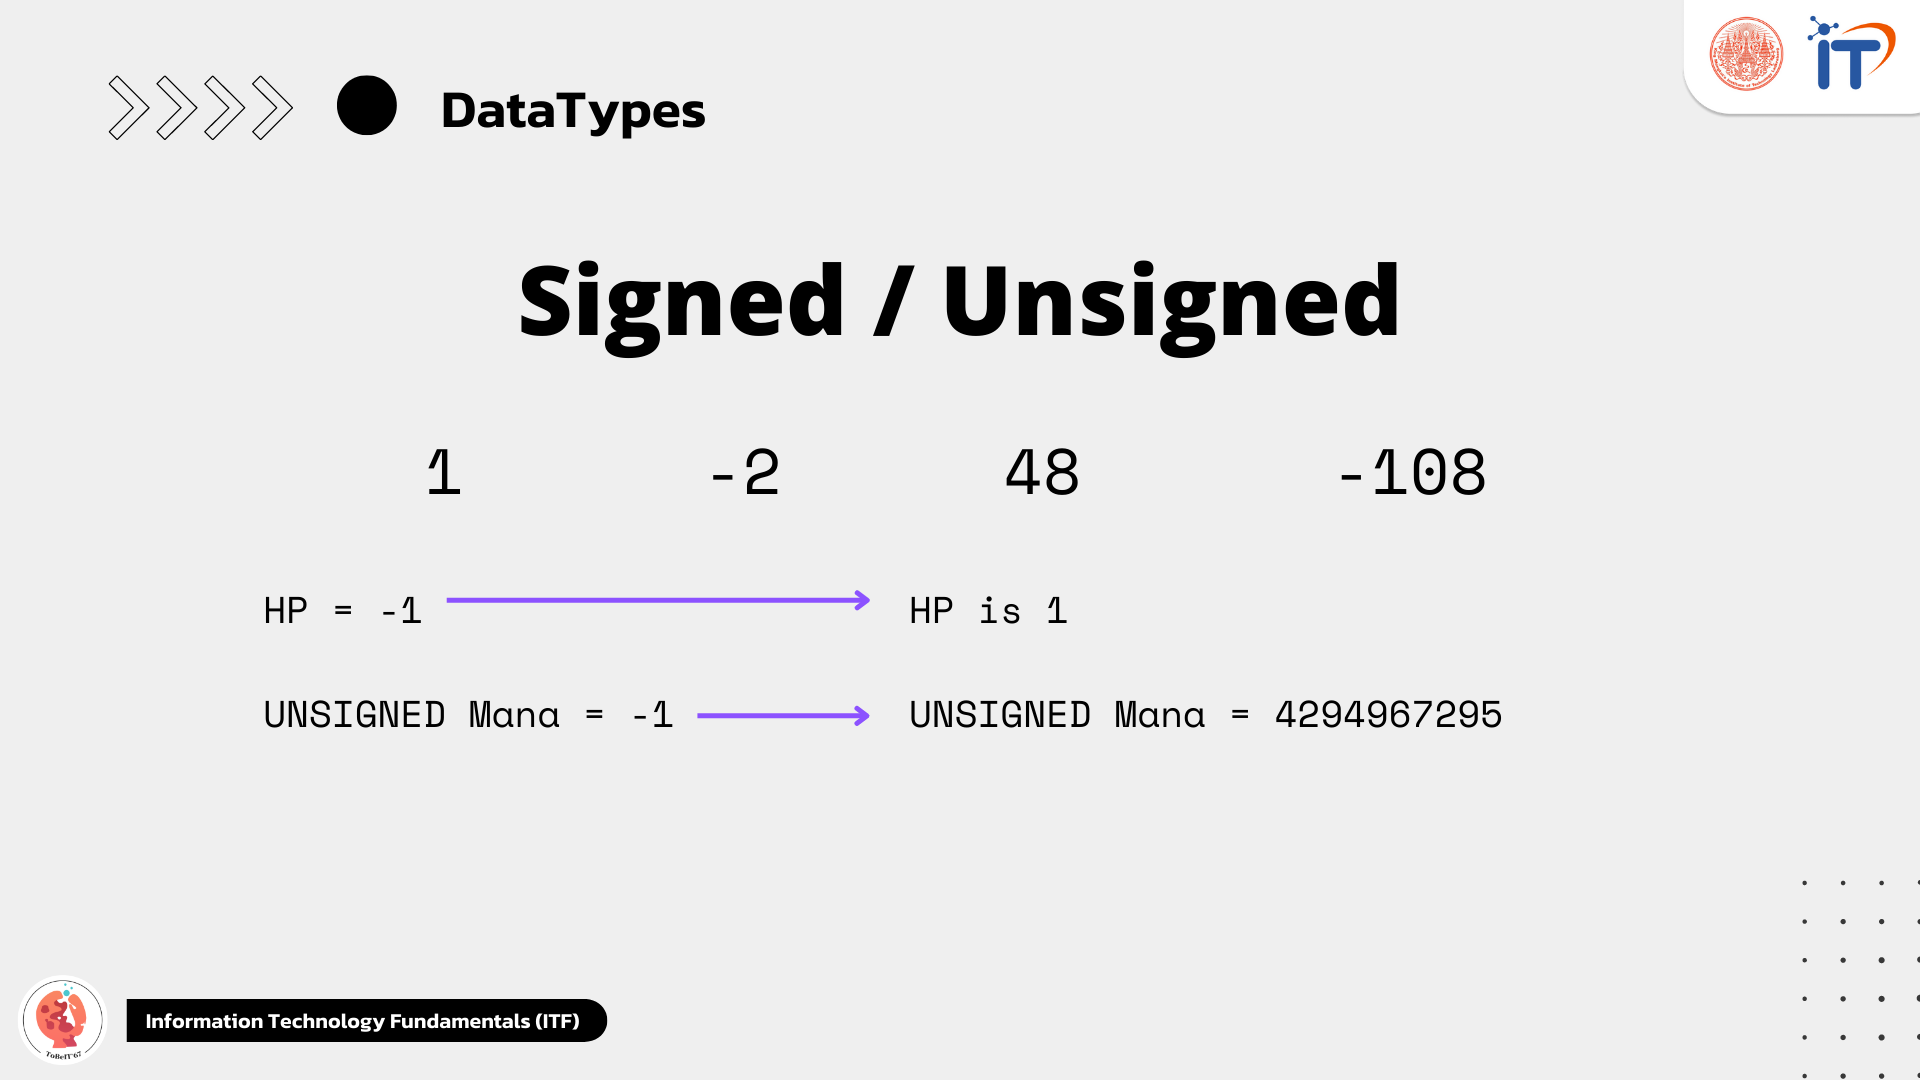 DataTypes
Signed / Unsigned
1 -2 48 -108
HP = -1 HP is 1
UNSIGNED Mana = -1 UNSIGNED Mana = 4294967295
IT
ToBeIT'67
Information Technology Fundamentals (ITF)